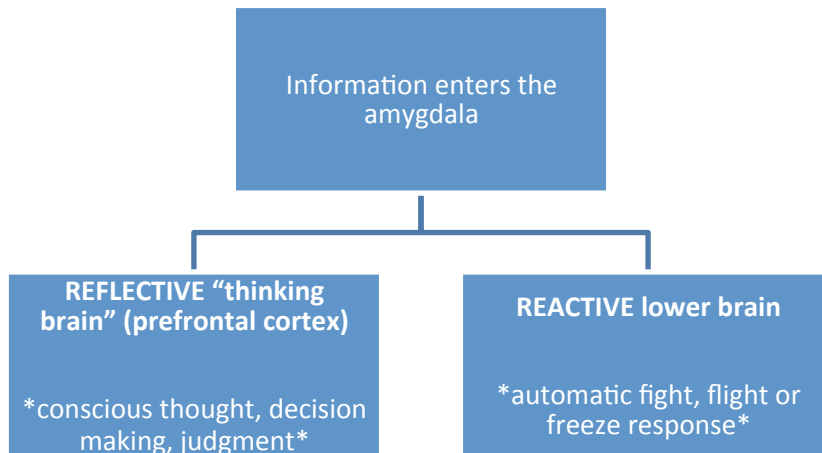 Information enters the
amygdala
REFLECTIVE “thinking
brain” (prefrontal cortex)
*conscious thought, decision
making, judgment*
REACTIVE lower brain
*automatic fight, flight or
freeze response*